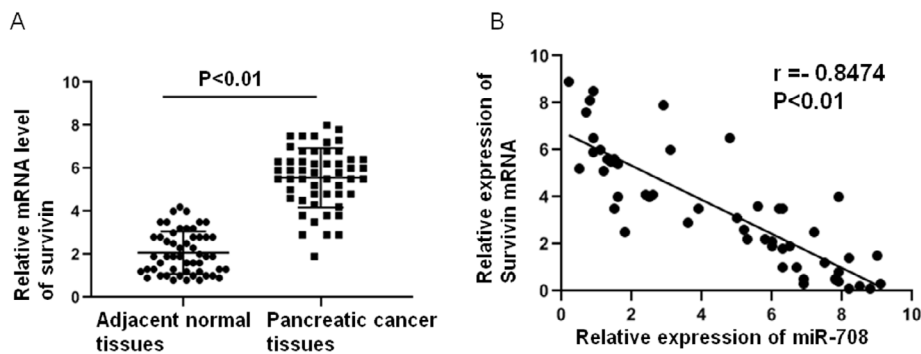 A
P<0.01
Relative mRNA level
of survivin
10
8
6
4
2
0
Adjacent normal
tissues
Pancreatic cancer
tissues
B
r =- 0.8474
P<0.01
Relative expression of
Survivin mRNA
10
8
6
4
2
0
0
2
4
6
8
10
Relative expression of miR-708